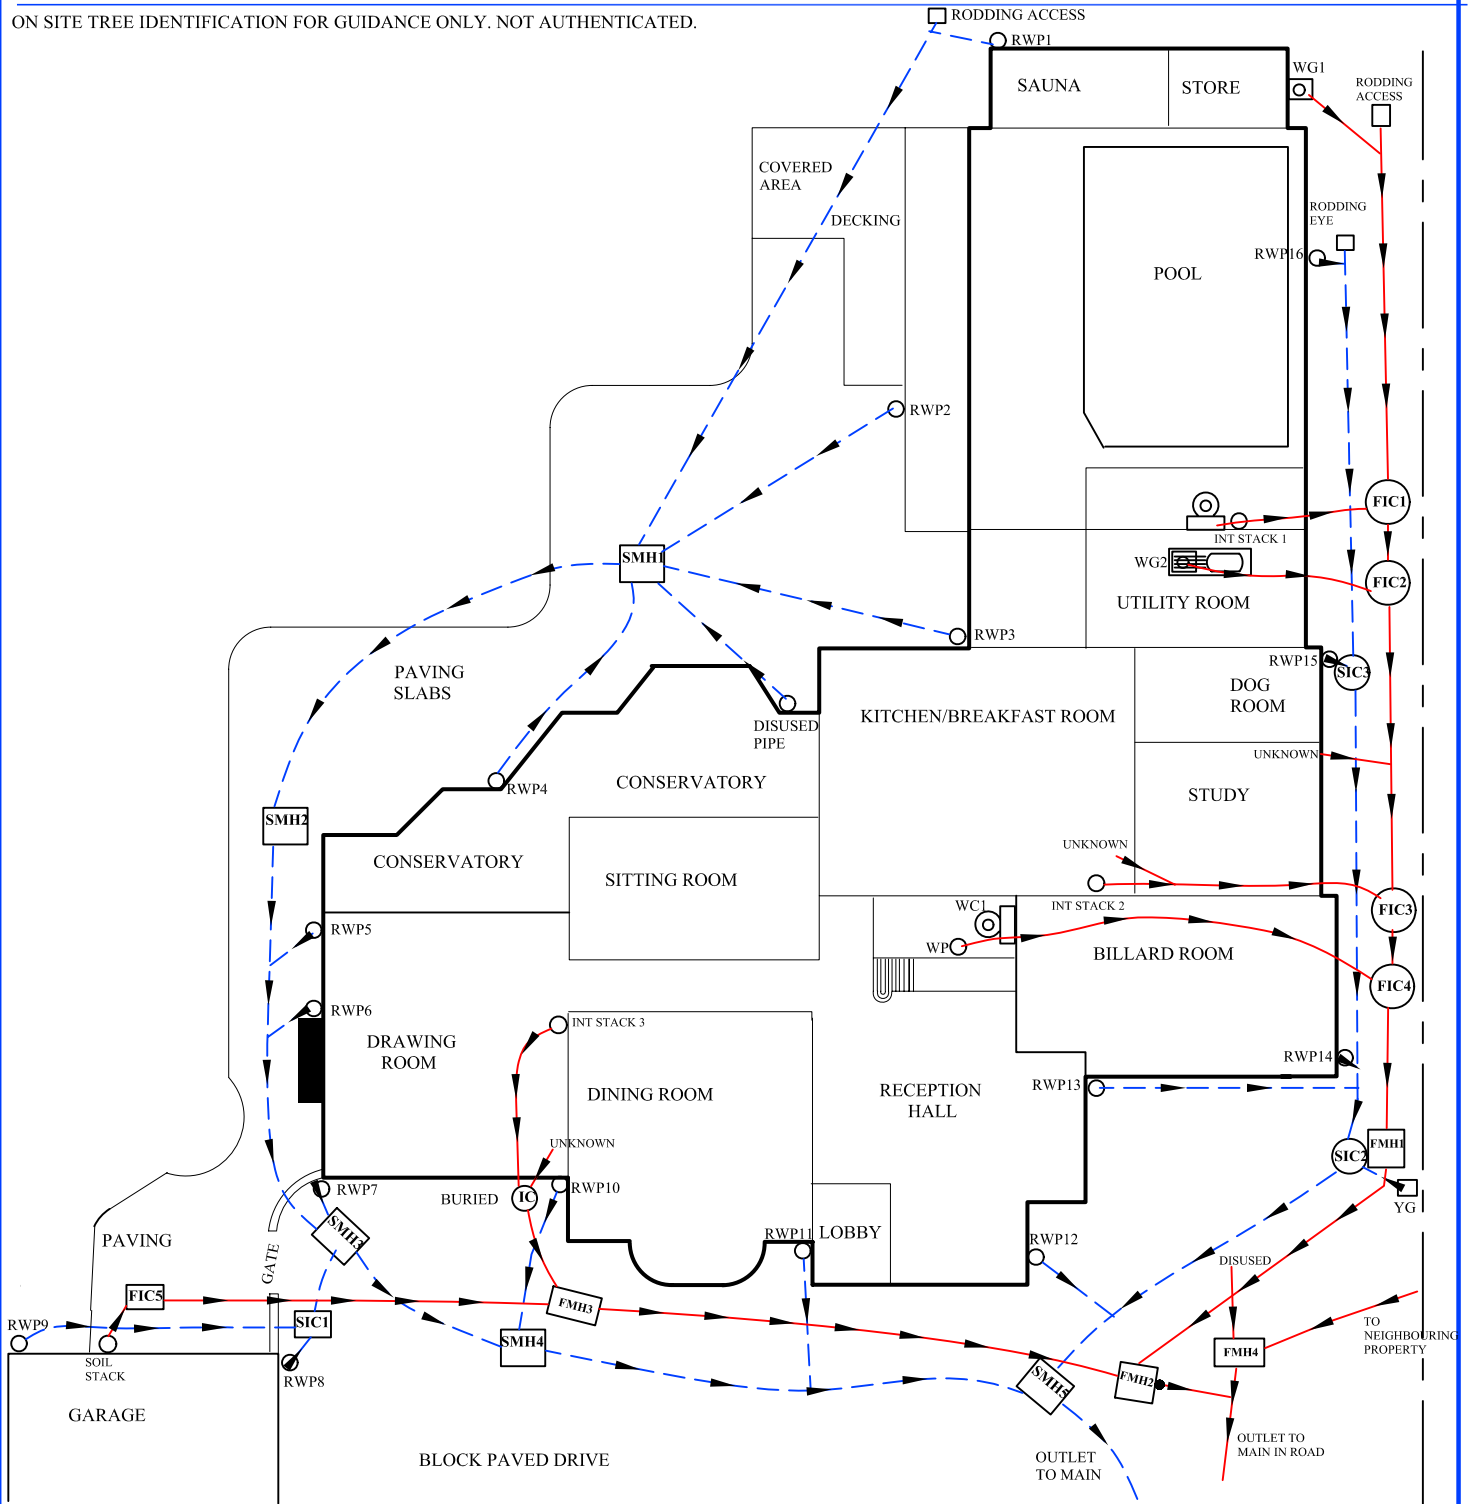 ON SITE TREE IDENTIFICATION FOR GUIDANCE ONLY. NOT AUTHENTICATED.
RODDING ACCESS
RWP1
SAUNA
STORE
WG1
RODDING
ACCESS
COVERED
AREA
DECKING
RODDING
EYE
RWP16
POOL
RWP2
FIC1
INT STACK 1
SMH1
WG2
FIC2
UTILITY ROOM
RWP3
PAVING
SLABS
RWP15
SIC3
DOG
ROOM
KITCHEN/BREAKFAST ROOM
DISUSED
PIPE
UNKNOWN
CONSERVATORY
RWP4
STUDY
SMH2
UNKNOWN
CONSERVATORY
SITTING ROOM
WC1
INT STACK 2
FIC3
RWP5
WP
BILLARD ROOM
FIC4
RWP6
INT STACK 3
DRAWING
ROOM
RWP14
DINING ROOM
RECEPTION
HALL
RWP13
UNKNOWN
FMH1
SIC2
RWP7
BURIED
IC
RWP10
YG
SMH3
PAVING
GATE
RWP11
LOBBY
RWP12
DISUSED
FIC5
FMH3
RWP9
SIC1
SMH4
TO
NEIGHBOURING
PROPERTY
FMH4
SOIL
STACK
RWP8
SMH5
FMH2
GARAGE
OUTLET TO
MAIN IN ROAD
BLOCK PAVED DRIVE
OUTLET
TO MAIN